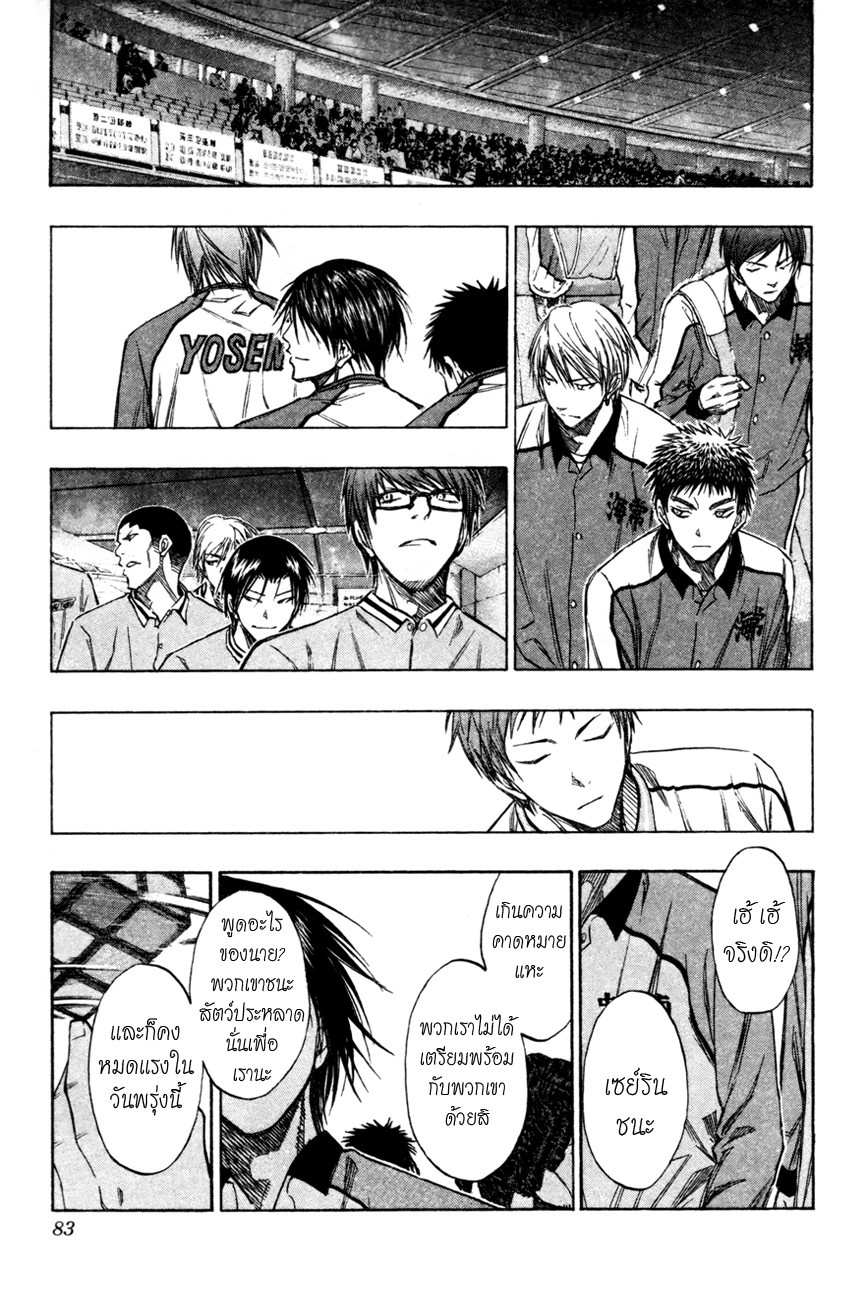 YOSEN
海常
海常
เฮ้ เฮ้
จริงดิ!?
เซย์ริน
ชนะ
เกินความ
คาดหมาย
แหะ
พวกเราไม่ได้
เตรียมพร้อม
กับพวกเขา
ด้วยสิ
พูดอะไร
ของนาย?
พวกเขาชนะ
สัตว์ประหลาด
นั่นเพื่อ
เรานะ
และก็คง
หมดแรงใน
วันพรุ่งนี้
83